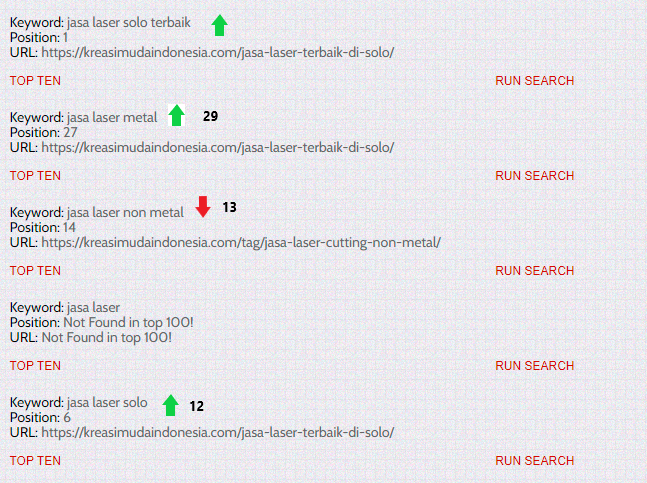 Keyword: jasa laser solo terbaik
Position: 1
URL: https://kreasimudaindonesia.com/jasa-laser-terbaik-di-solo/
TOP TEN RUN SEARCH
Keyword: jasa laser metal 29
Position: 27
URL: https://kreasimudaindonesia.com/jasa-laser-terbaik-di-solo/
TOP TEN RUN SEARCH
Keyword: jasa laser non metal 13
Position: 14
URL: https://kreasimudaindonesia.com/tag/jasa-laser-cutting-non-metal/
TOP TEN RUN SEARCH
Keyword: jasa laser
Position: Not Found in top 100!
URL: Not Found in top 100!
TOP TEN RUN SEARCH
Keyword: jasa laser solo 12
Position: 6
URL: https://kreasimudaindonesia.com/jasa-laser-terbaik-di-solo/
TOP TEN RUN SEARCH